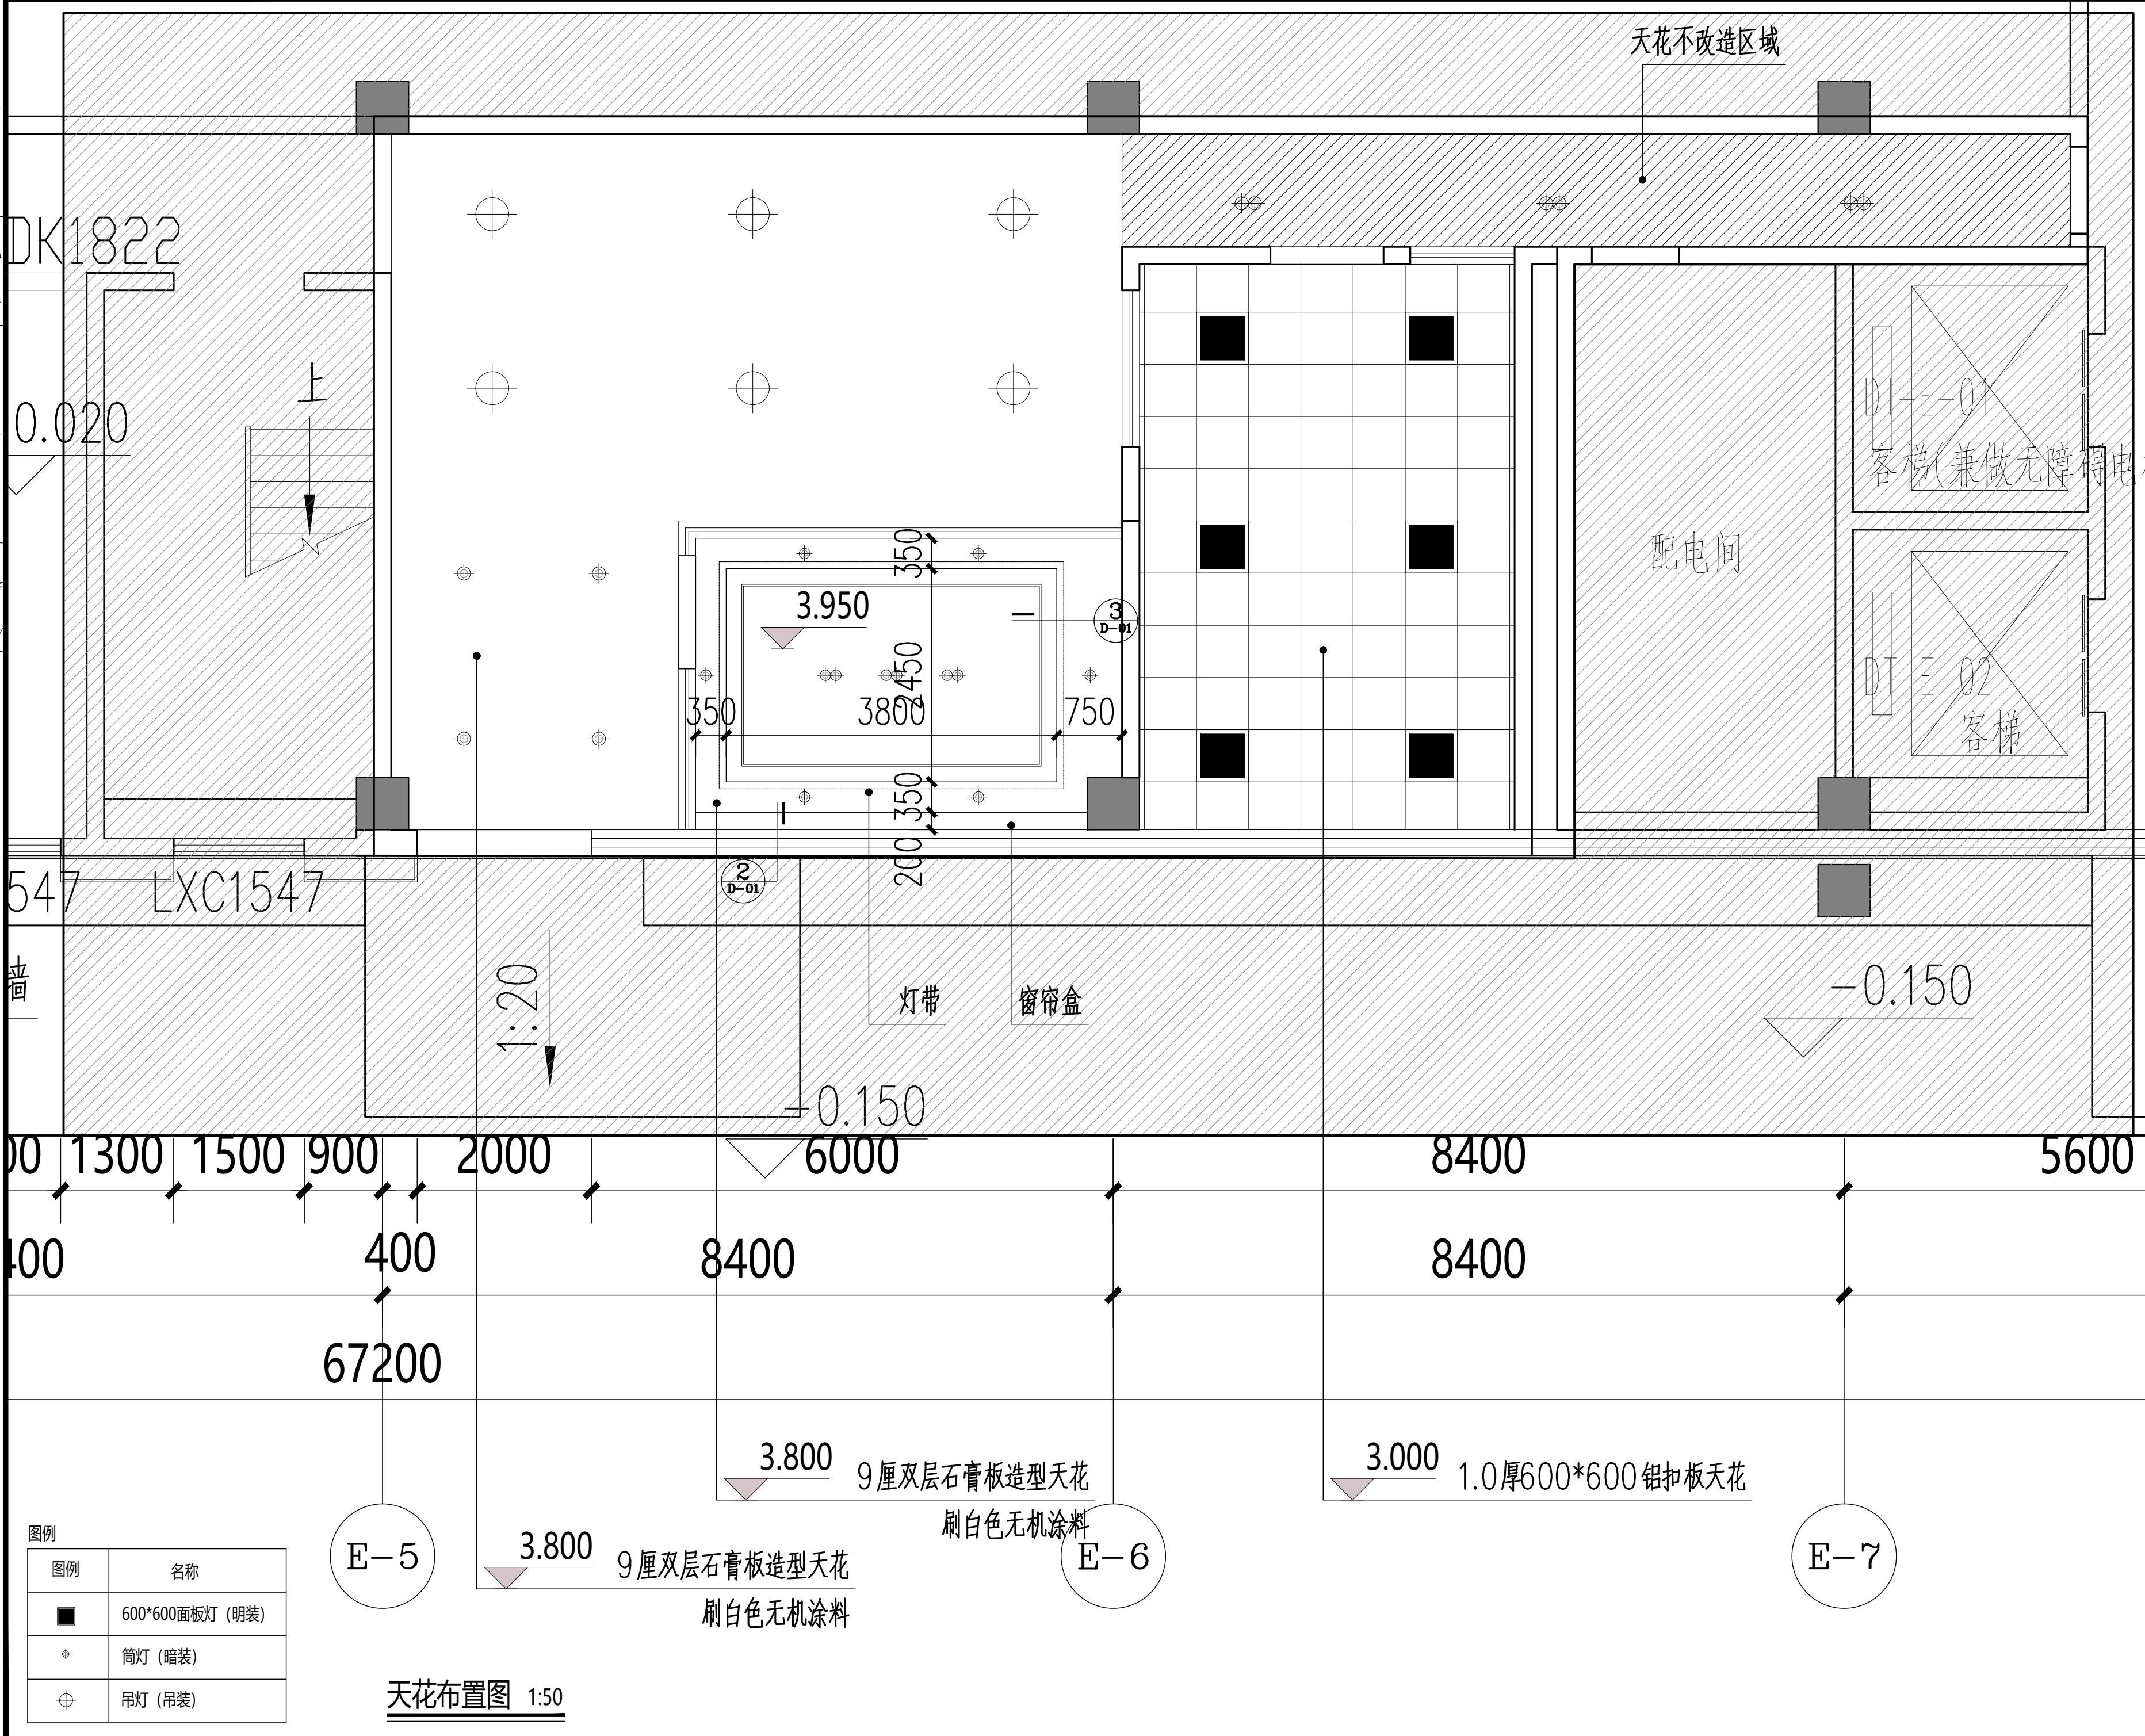 天花不改造区域
DK1822
上
0.020
DT-E-01
客梯(兼做无障碍电
350
配电间
3.950
3
D-01
2450
DT-E-02
350
3800
750
客梯
350
200
2
D-01
547
LXC1547
墙
1:20
灯带
窗帘盒
-0.150
-0.150
00
1300
1500
900
2000
6000
8400
5600
400
400
8400
8400
67200
3.800
9厘双层石膏板造型天花
刷白色无机涂料
3.000
1.0厚600*600铝扣板天花
3.800
9厘双层石膏板造型天花
刷白色无机涂料
E-5
E-6
E-7
图例
图例 名称
600*600面板灯（明装）
筒灯（暗装）
吊灯（吊装）
天花布置图 1:50